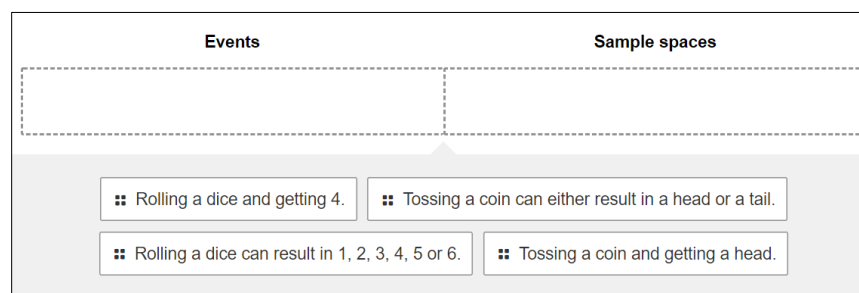 Events Sample spaces
Rolling a dice and getting 4. Tossing a coin can either result in a head or a tail.
Rolling a dice can result in 1, 2, 3, 4, 5 or 6. Tossing a coin and getting a head.